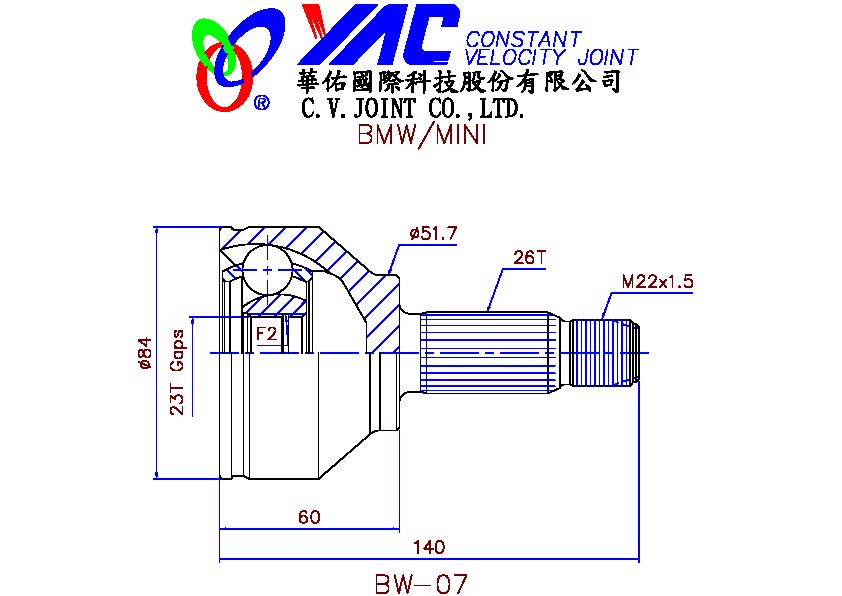 YAC CONSTANT
VELOCITY JOINT
®
華佑國際科技股份有限公司
C.V.JOINT CO.,LTD.
BMW/MINI
ø51.7
26T
M22x1.5
F2
ø84
23T Gaps
60
140
BW-07